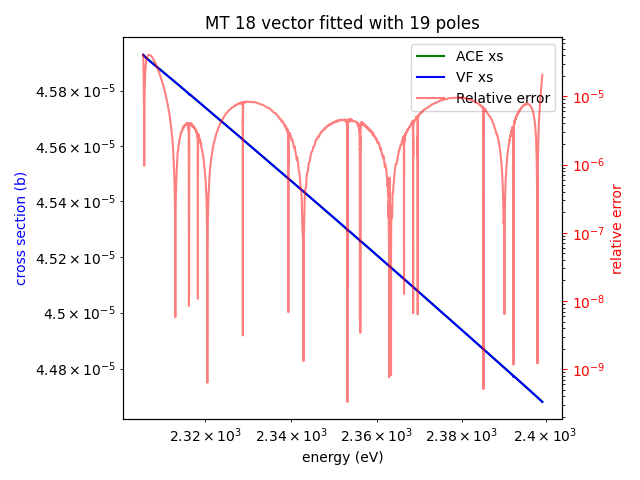 MT 18 vector fitted with 19 poles
ACE xs
VF xs
Relative error
4.58 × 10⁻⁵
4.56 × 10⁻⁵
4.54 × 10⁻⁵
4.52 × 10⁻⁵
4.5 × 10⁻⁵
4.48 × 10⁻⁵
cross section (b)
10⁻⁵
10⁻⁶
10⁻⁷
10⁻⁸
10⁻⁹
relative error
2.32 × 10³ 2.34 × 10³ 2.36 × 10³ 2.38 × 10³ 2.4 × 10³
energy (eV)